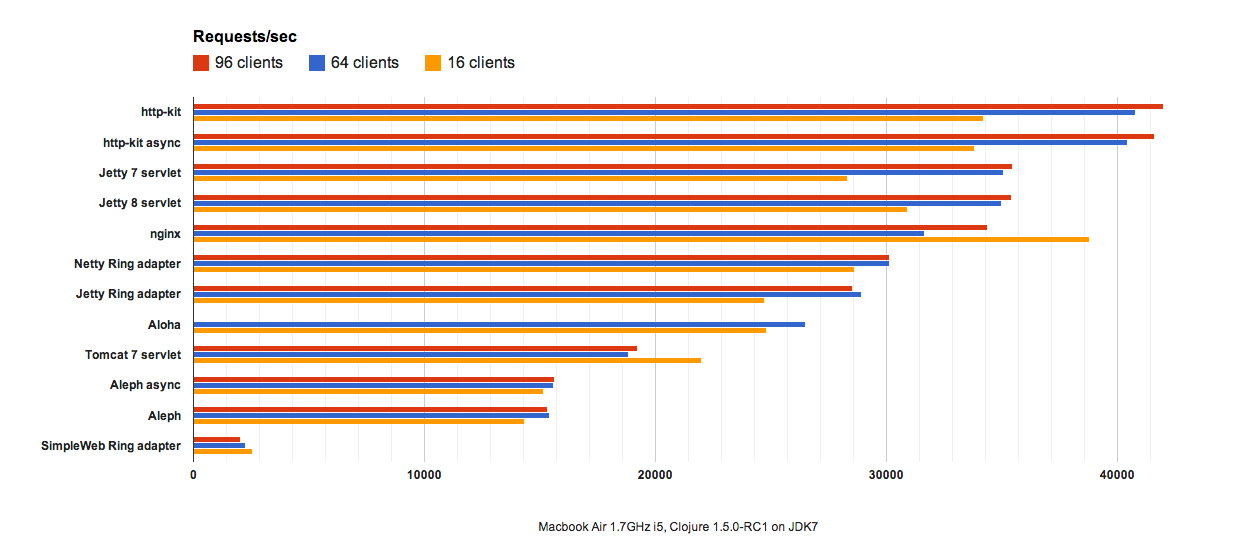 Requests/sec
96 clients 64 clients 16 clients
http-kit
http-kit async
Jetty 7 servlet
Jetty 8 servlet
nginx
Netty Ring adapter
Jetty Ring adapter
Aloha
Tomcat 7 servlet
Aleph async
Aleph
SimpleWeb Ring adapter
0 10000 20000 30000 40000
Macbook Air 1.7GHz i5, Clojure 1.5.0-RC1 on JDK7